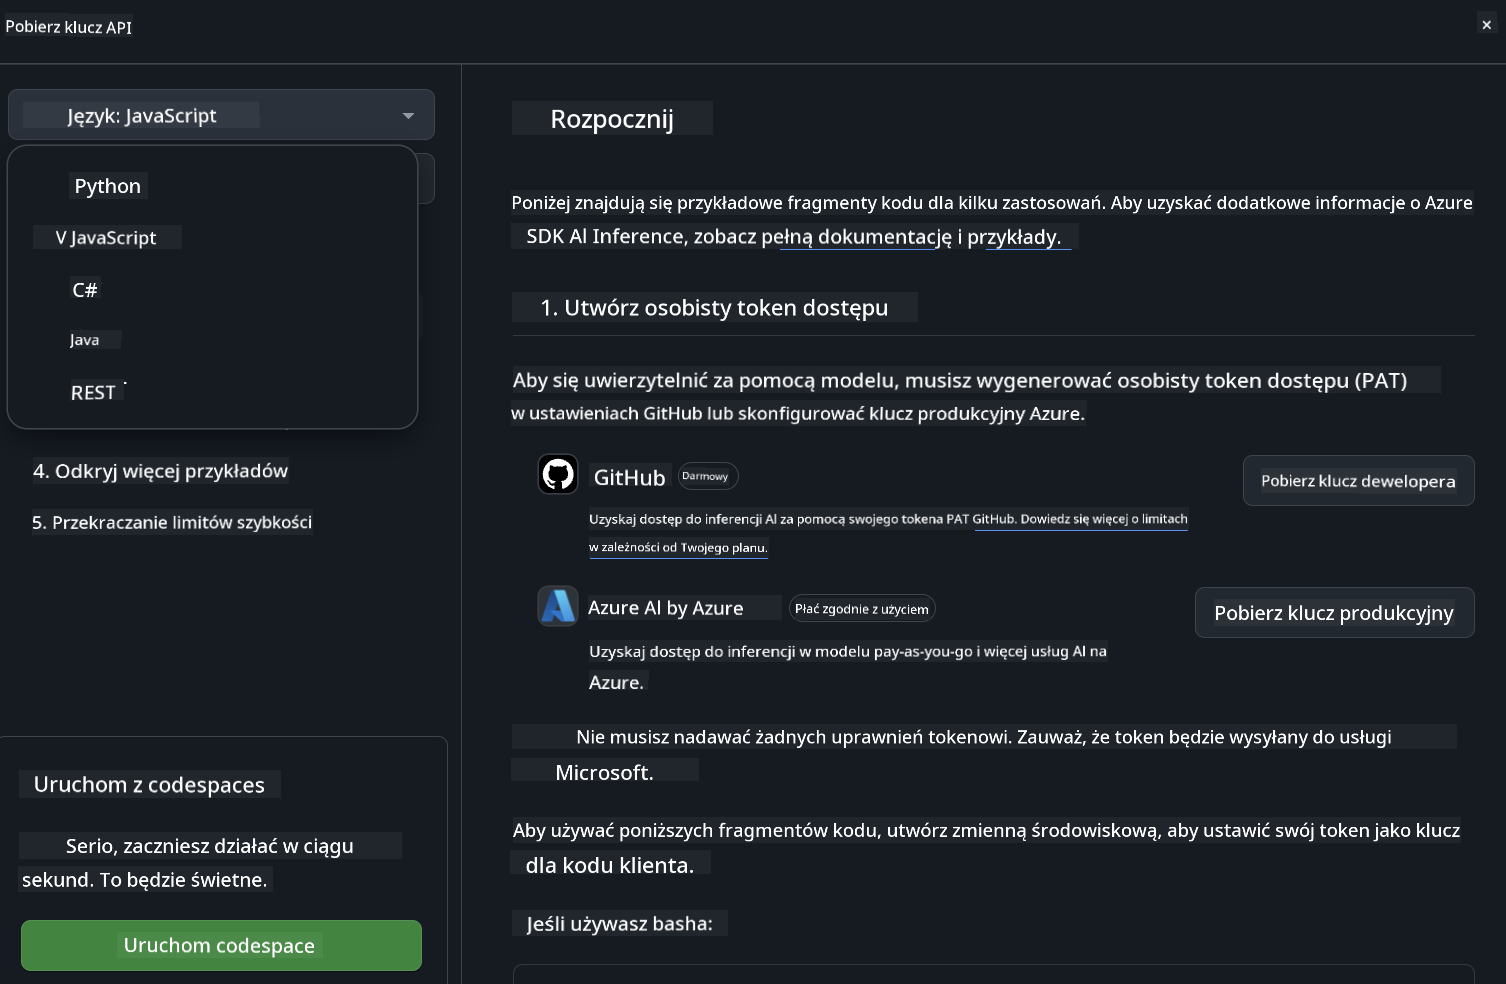 Pobierz klucz API
×
Język: JavaScript
Python
V JavaScript
C#
Java
REST
4. Odkryj więcej przykładów
5. Przekraczanie limitów szybkości
Uruchom z codespaces
Serio, zaczniesz działać w ciągu
sekund. To będzie świetne.
Uruchom codespace
Rozpocznij
Poniżej znajdują się przykładowe fragmenty kodu dla kilku zastosowań. Aby uzyskać dodatkowe informacje o Azure
SDK AI Inference, zobacz pełną dokumentację i przykłady.
1. Utwórz osobisty token dostępu
Aby się uwierzytelnić za pomocą modelu, musisz wygenerować osobisty token dostępu (PAT)
w ustawieniach GitHub lub skonfigurować klucz produkcyjny Azure.
GitHub Darmowy
Pobierz klucz dewelopera
Uzyskaj dostęp do inferencji AI za pomocą swojego tokena PAT GitHub. Dowiedz się więcej o limitach
w zależności od Twojego planu.
Azure AI by Azure Płać zgodnie z użyciem
Pobierz klucz produkcyjny
Uzyskaj dostęp do inferencji w modelu pay-as-you-go i więcej usług AI na
Azure.
Nie musisz nadawać żadnych uprawnień tokenowi. Zauważ, że token będzie wysyłany do usługi
Microsoft.
Aby używać poniższych fragmentów kodu, utwórz zmienną środowiskową, aby ustawić swój token jako klucz
dla kodu klienta.
Jeśli używasz basha: